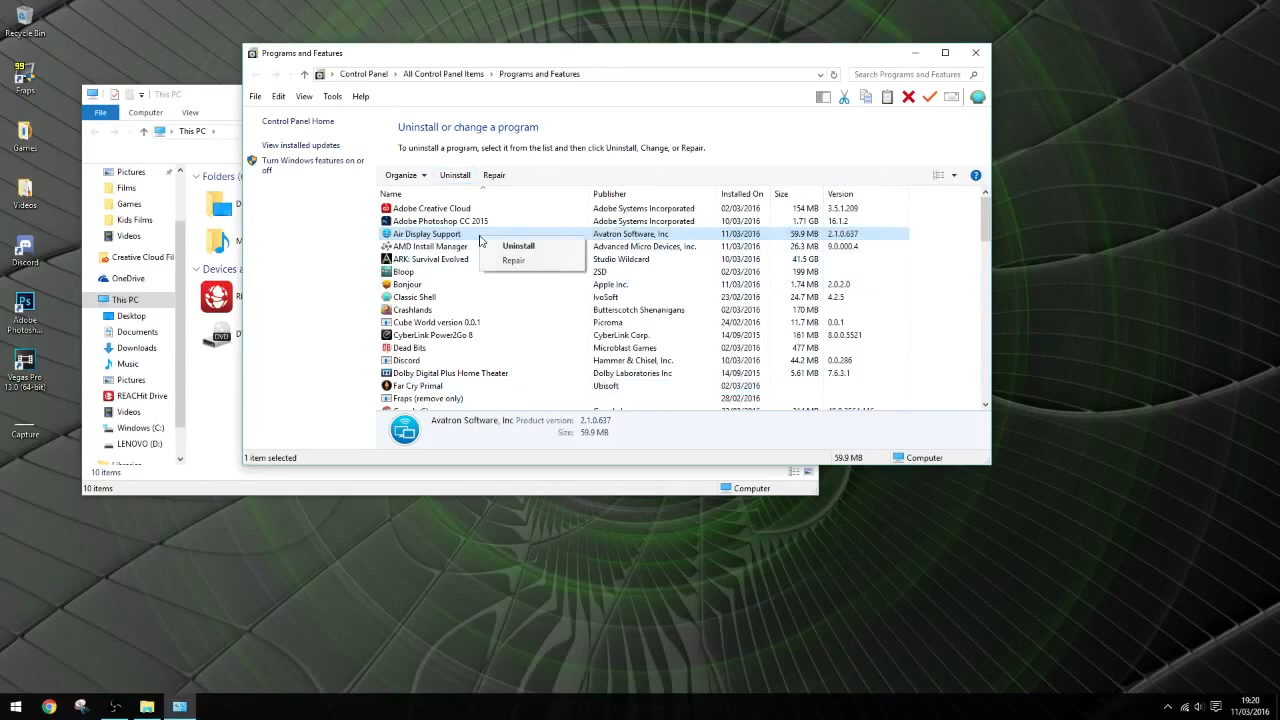 Recycle Bin
Fraps
Games
Videos
Discord
Adobe
Photosh...
Vegas Pro
13.0 (64-bit)
Capture
This PC
File Computer View
This PC
Pictures
Films
Games
Kids Films
Videos
Creative Cloud Fil
OneDrive
This PC
Desktop
Documents
Downloads
Music
Pictures
REACHit Drive
Videos
Windows (C:)
LENOVO (D:)
Folders (
D
M
Devices a
10 items
10 items
Computer
Programs and Features
Control Panel All Control Panel Items Programs and Features
Search Programs and Features
File Edit View Tools Help
Control Panel Home
View installed updates
Turn Windows features on or
off
Uninstall or change a program
To uninstall a program, select it from the list and then click Uninstall, Change, or Repair.
Organize Uninstall Repair
Name Publisher Installed On Size Version
Adobe Creative Cloud Adobe Systems Incorporated 02/03/2016 154 MB 3.5.1.209
Adobe Photoshop CC 2015 Adobe Systems Incorporated 10/03/2016 1.71 GB 16.1.2
Air Display Support Avatron Software, Inc 11/03/2016 59.9 MB 2.1.0.637
AMD Install Manager Advanced Micro Devices, Inc. 11/03/2016 26.3 MB 9.0.000.4
ARK: Survival Evolved Studio Wildcard 11/03/2016 41.5 GB
Bloop 2SD 02/03/2016 199 MB
Bonjour Apple Inc. 11/03/2016 1.74 MB 2.0.2.0
Classic Shell IvoSoft 23/02/2016 24.7 MB 4.2.5
Crashlands Butterscotch Shenanigans 02/03/2016 170 MB
Cube World version 0.0.1 Picroma 24/02/2016 11.7 MB 0.0.1
CyberLink Power2Go 8 CyberLink Corp. 14/09/2015 161 MB 8.0.0.5521
Dead Bits Microblast Games 02/03/2016 477 MB
Discord Hammer & Chisel, Inc. 10/03/2016 44.2 MB 0.0.286
Dolby Digital Plus Home Theater Dolby Laboratories Inc 14/09/2015 5.61 MB 7.6.3.1
Far Cry Primal Ubisoft 02/03/2016
Fraps (remove only) 28/02/2016
Uninstall
Repair
Avatron Software, Inc Product version: 2.1.0.637
Size: 59.9 MB
1 item selected 59.9 MB Computer
19:20
11/03/2016